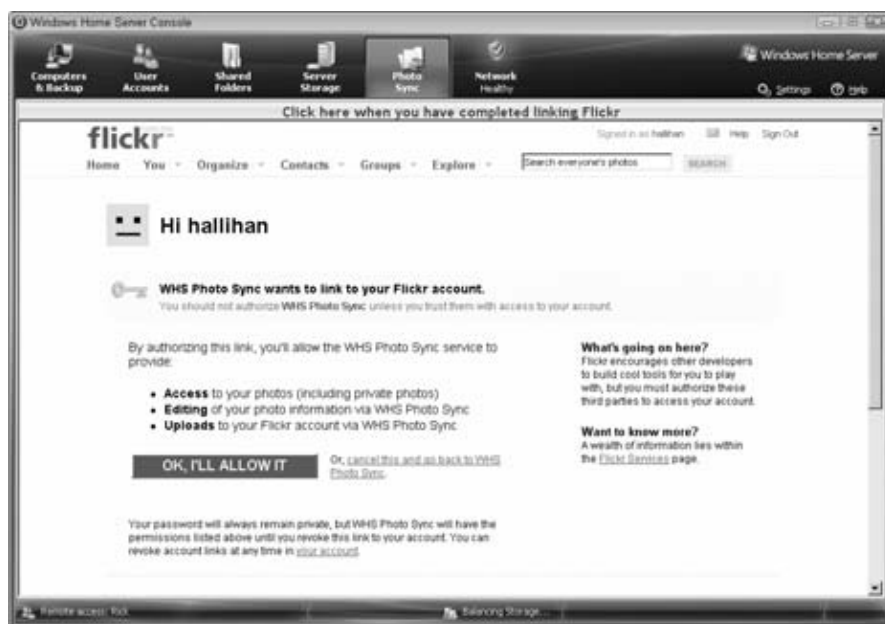 Windows Home Server Console
Computers & Backup
User Accounts
Shared Folders
Server Storage
Photo Sync
Network Healthy
Windows Home Server
Settings
Help
Click here when you have completed linking Flickr
flickr
Signed in as hallihan
Help
Sign Out
Home You Organize Contacts Groups Explore
Search everyone's photos
SEARCH
Hi hallihan
WHS Photo Sync wants to link to your Flickr account.
You should not authorize WHS Photo Sync unless you trust them with access to your account.
By authorizing this link, you'll allow the WHS Photo Sync service to
provide:
• Access to your photos (including private photos)
• Editing of your photo information via WHS Photo Sync
• Uploads to your Flickr account via WHS Photo Sync
OK, I'LL ALLOW IT
Or, cancel this and go back to WHS
Photo Sync.
Your password will always remain private, but WHS Photo Sync will have the
permissions listed above until you revoke this link to your account. You can
revoke account links at any time in your account.
What's going on here?
Flickr encourages other developers
to build cool tools for you to play
with, but you must authorize these
third parties to access your account.
Want to know more?
A wealth of information lies within
the Flickr Services page.
Remote access: Rick
Balancing Storage...